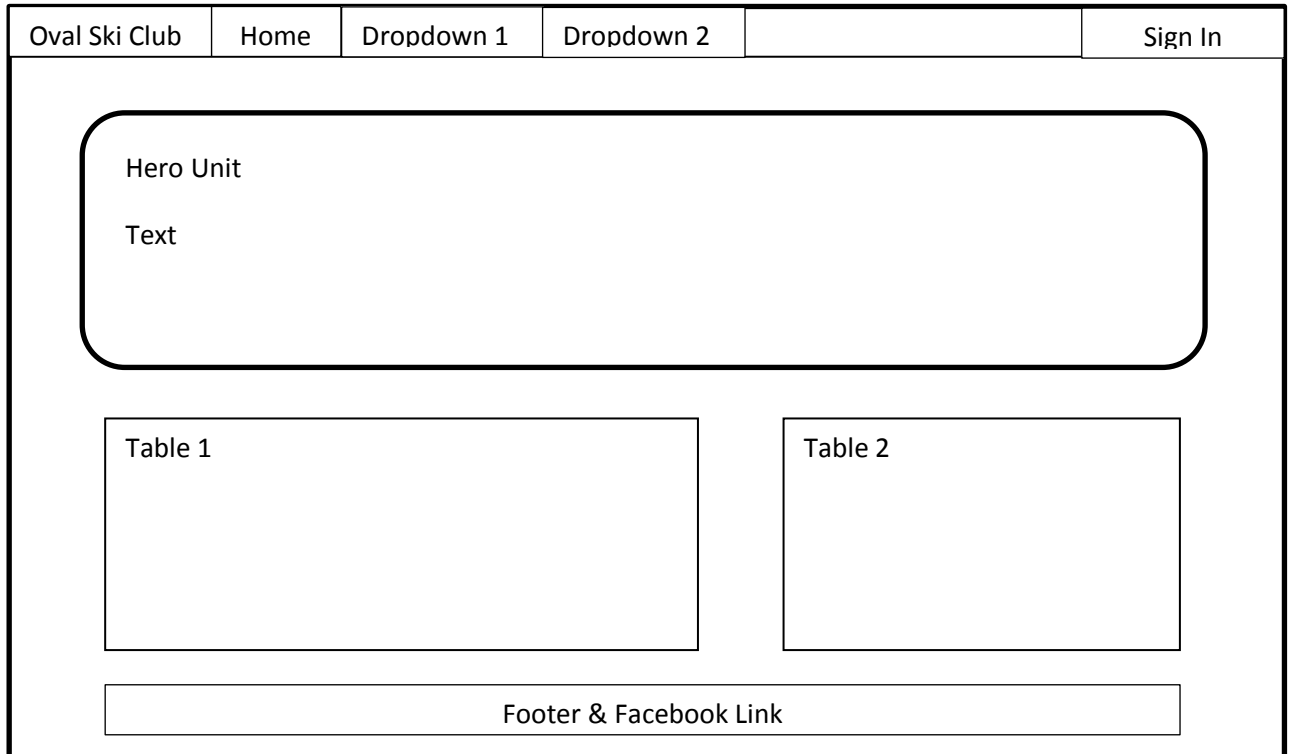 Oval Ski Club Home Dropdown 1 Dropdown 2 Sign In
Hero Unit
Text
Table 1 Table 2
Footer & Facebook Link